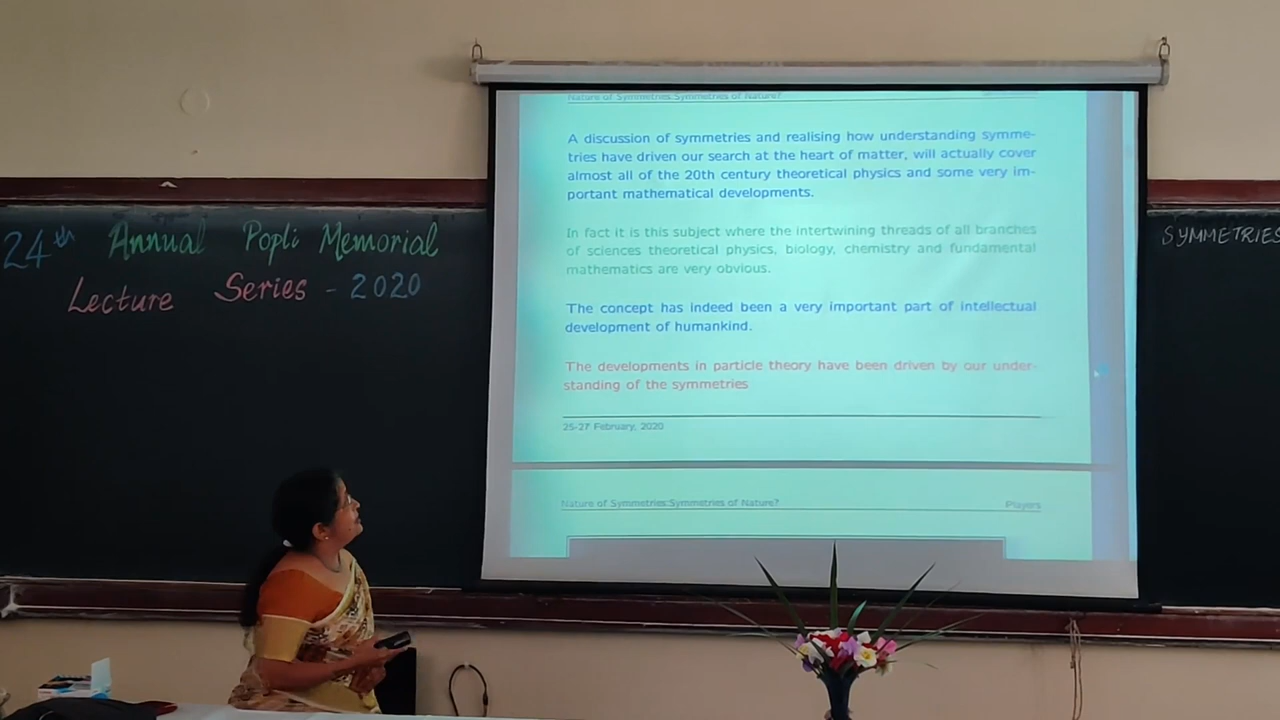 24th Annual Popli Memorial
Lecture Series - 2020
Nature of Symmetries:Symmetries of Nature?
A discussion of symmetries and realising how understanding symme-
tries have driven our search at the heart of matter, will actually cover
almost all of the 20th century theoretical physics and some very im-
portant mathematical developments.
In fact it is this subject where the intertwining threads of all branches
of sciences theoretical physics, biology, chemistry and fundamental
mathematics are very obvious.
The concept has indeed been a very important part of intellectual
development of humankind.
The developments in particle theory have been driven by our under-
standing of the symmetries
25-27 February, 2020
Nature of Symmetries:Symmetries of Nature?
Players
SYMMETRIES